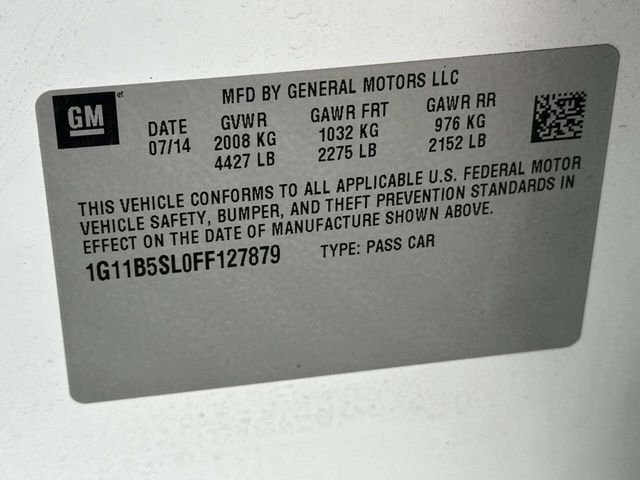 MFD BY GENERAL MOTORS LLC
GM
DATE GVWR GAWR FRT GAWR RR
07/14 2008 KG 1032 KG 976 KG
4427 LB 2275 LB 2152 LB
THIS VEHICLE CONFORMS TO ALL APPLICABLE U.S. FEDERAL MOTOR
VEHICLE SAFETY, BUMPER, AND THEFT PREVENTION STANDARDS IN
EFFECT ON THE DATE OF MANUFACTURE SHOWN ABOVE.
1G11B5SL0FF127879 TYPE: PASS CAR